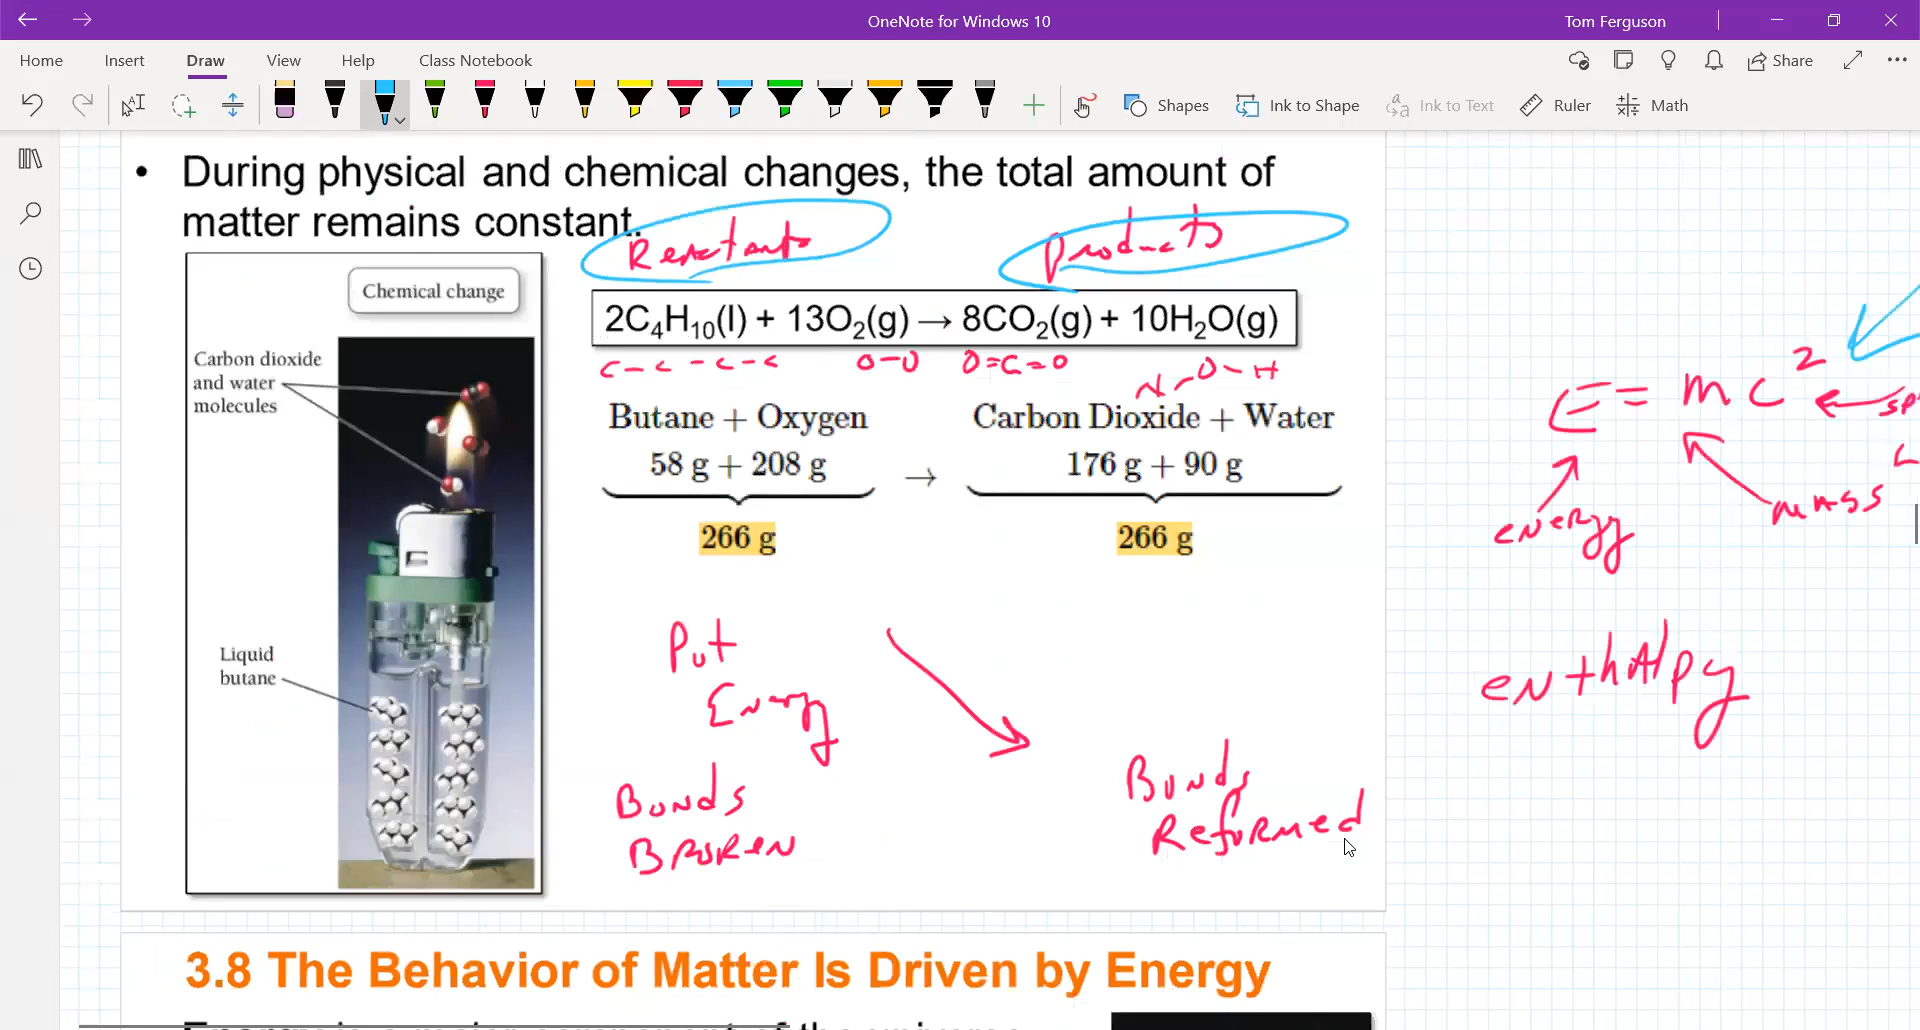 OneNote for Windows 10
Tom Ferguson
Home Insert Draw View Help Class Notebook
Share
Shapes Ink to Shape Ink to Text Ruler Math
• During physical and chemical changes, the total amount of
matter remains constant.
Reactants
Products
Chemical change
2C₄H₁₀(l) + 13O₂(g) → 8CO₂(g) + 10H₂O(g)
C - C - C - C O - O O = C = O H - O - H
Carbon dioxide
and water
molecules
Butane + Oxygen
58 g + 208 g
266 g
→
Carbon Dioxide + Water
176 g + 90 g
266 g
Liquid
butane
Put
Energy
Bonds
Broken
Bonds
Reformed
E = mc²
energy
mass
enthAlpy
3.8 The Behavior of Matter Is Driven by Energy